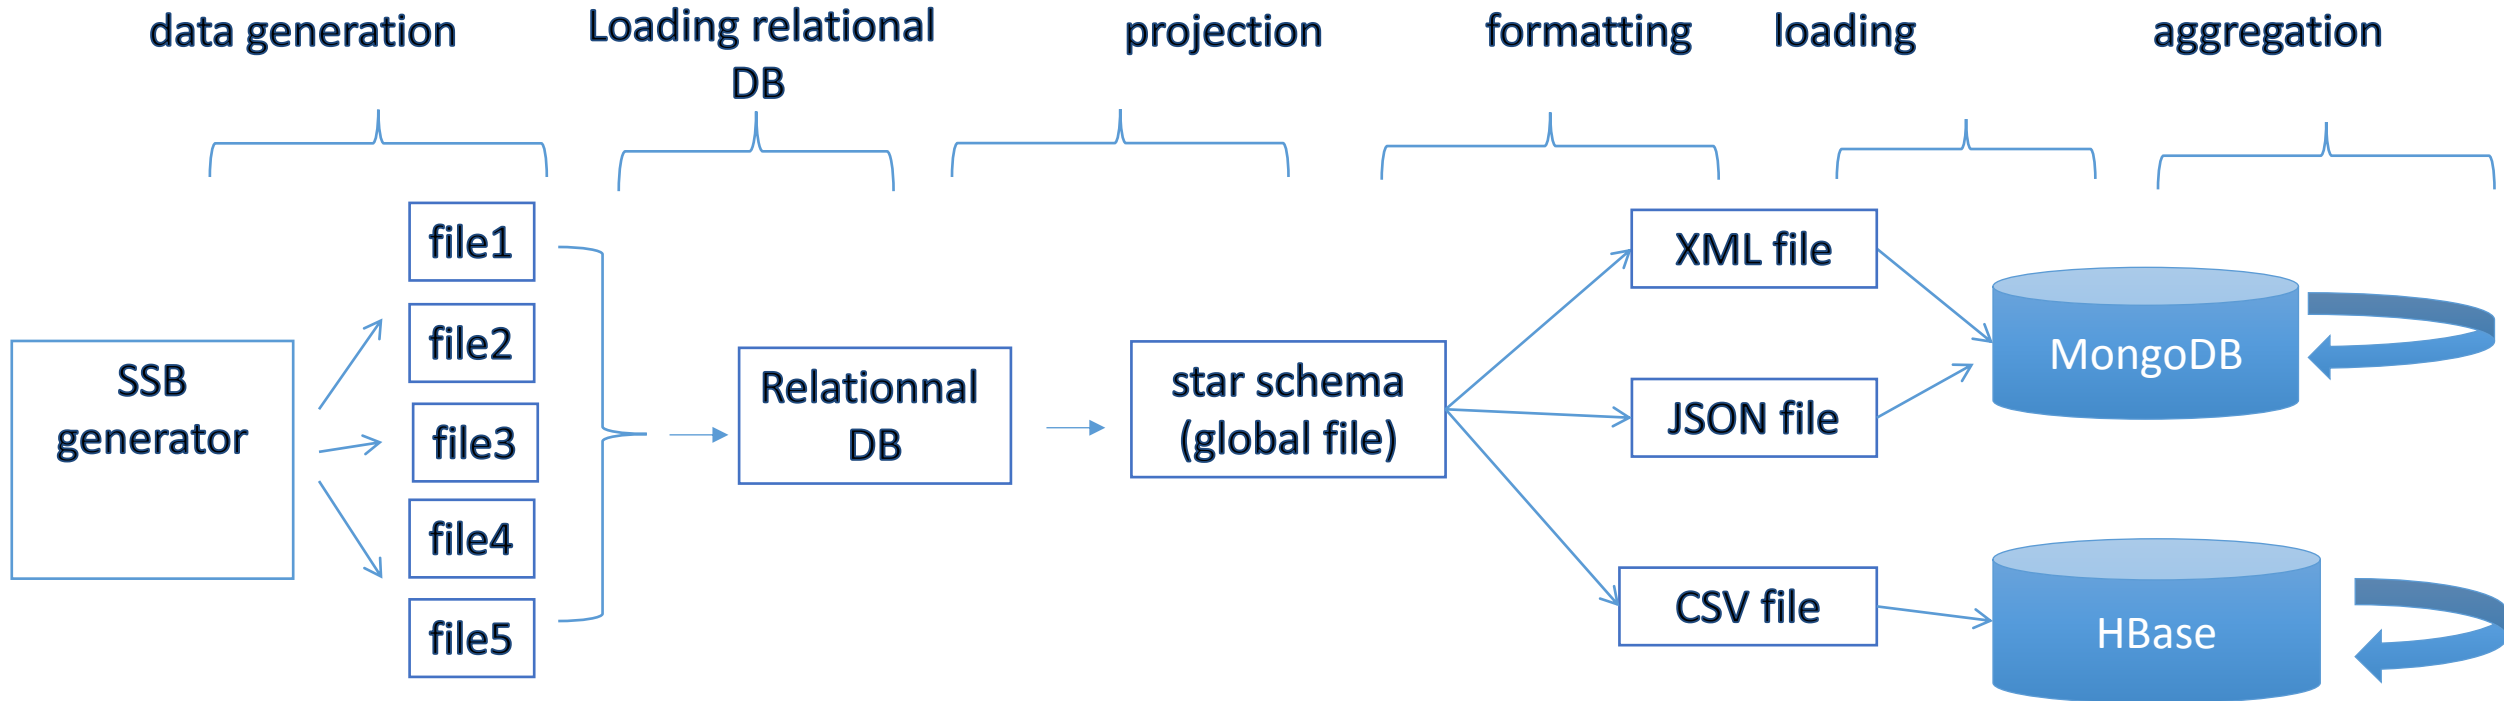 data generation
Loading relational
DB
projection
formatting
loading
aggregation
SSB
generator
file1
file2
file3
file4
file5
Relationnal
DB
star schema
(global file)
XML file
JSON file
CSV file
MongoDB
HBase